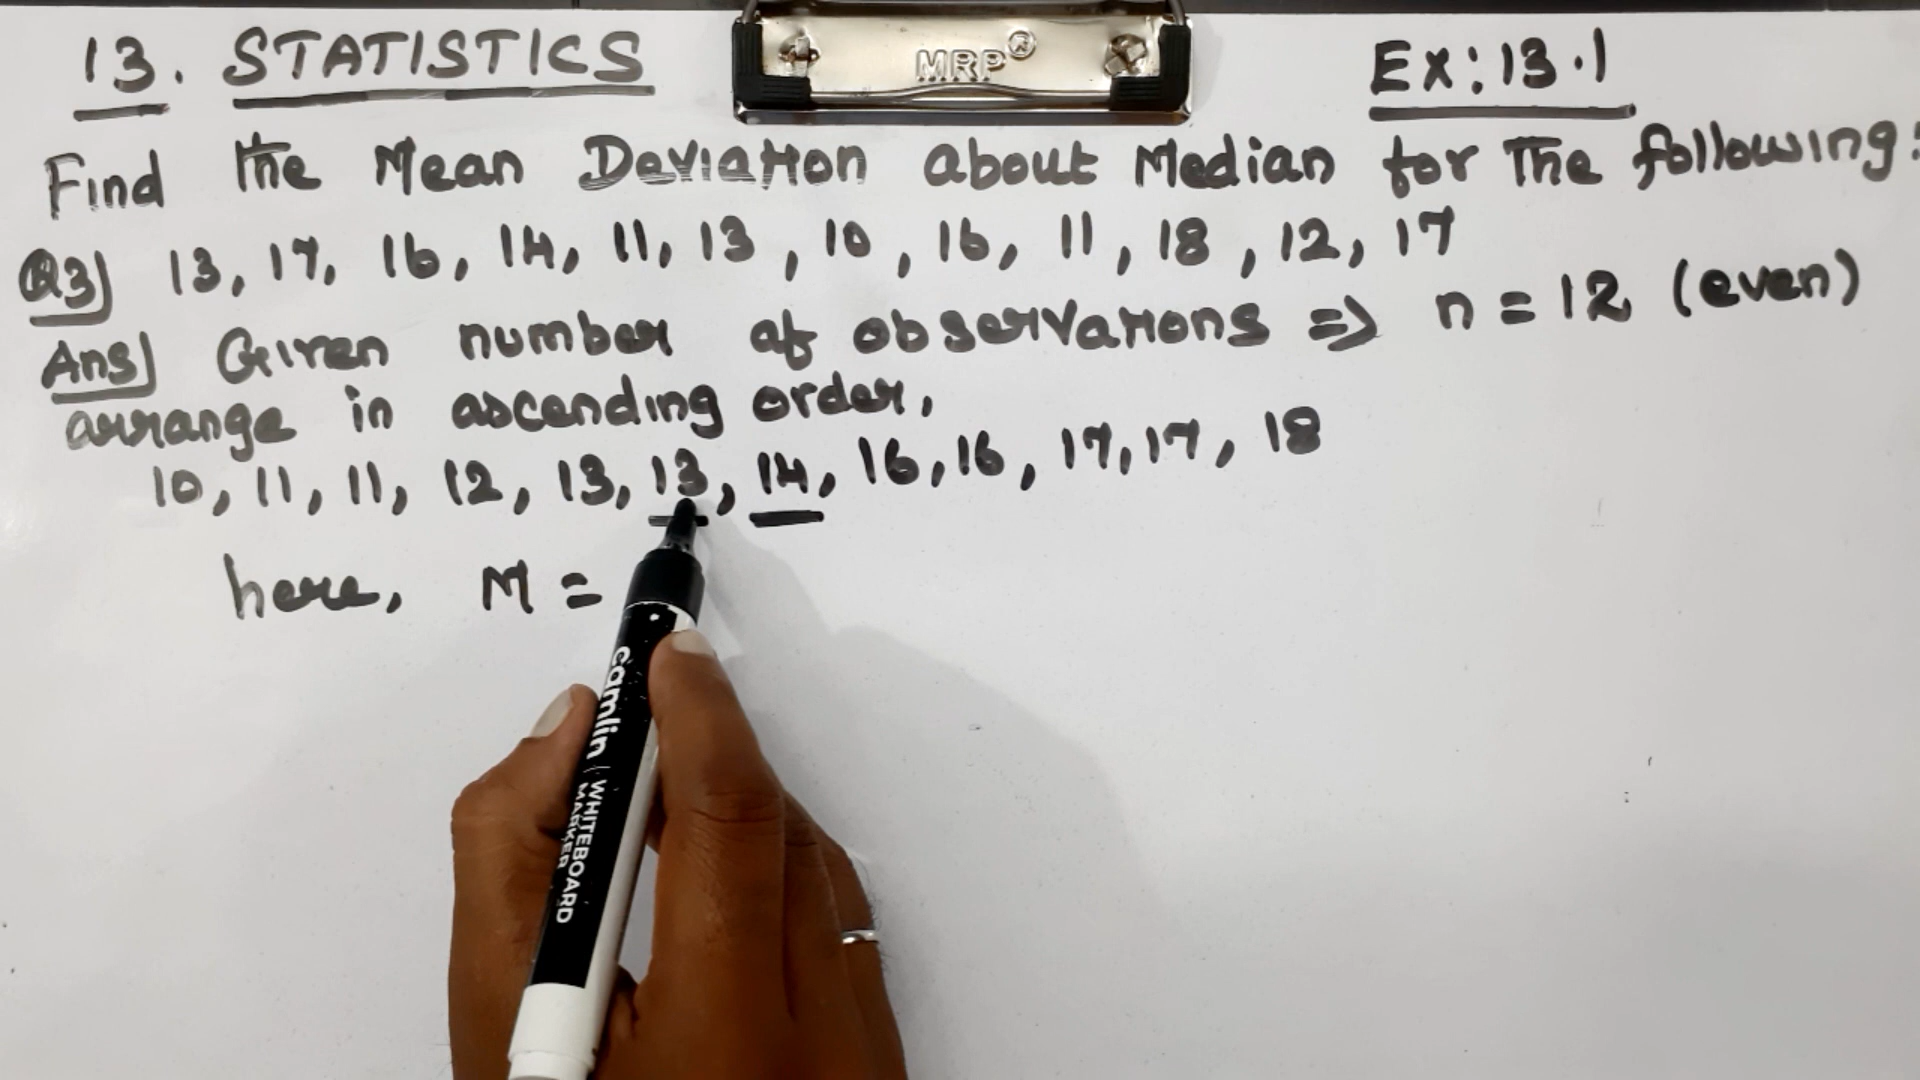 13. STATISTICS
MRP®
Ex: 13.1
Find the Mean Deviation about Median for The following:
Q3) 13, 17, 16, 14, 11, 13, 10, 16, 11, 18, 12, 17
Ans) Given number of observations => n = 12 (even)
arrange in ascending order,
10, 11, 11, 12, 13, 13, 14, 16, 16, 17, 17, 18
here, M =
camlin WHITEBOARD MARKER